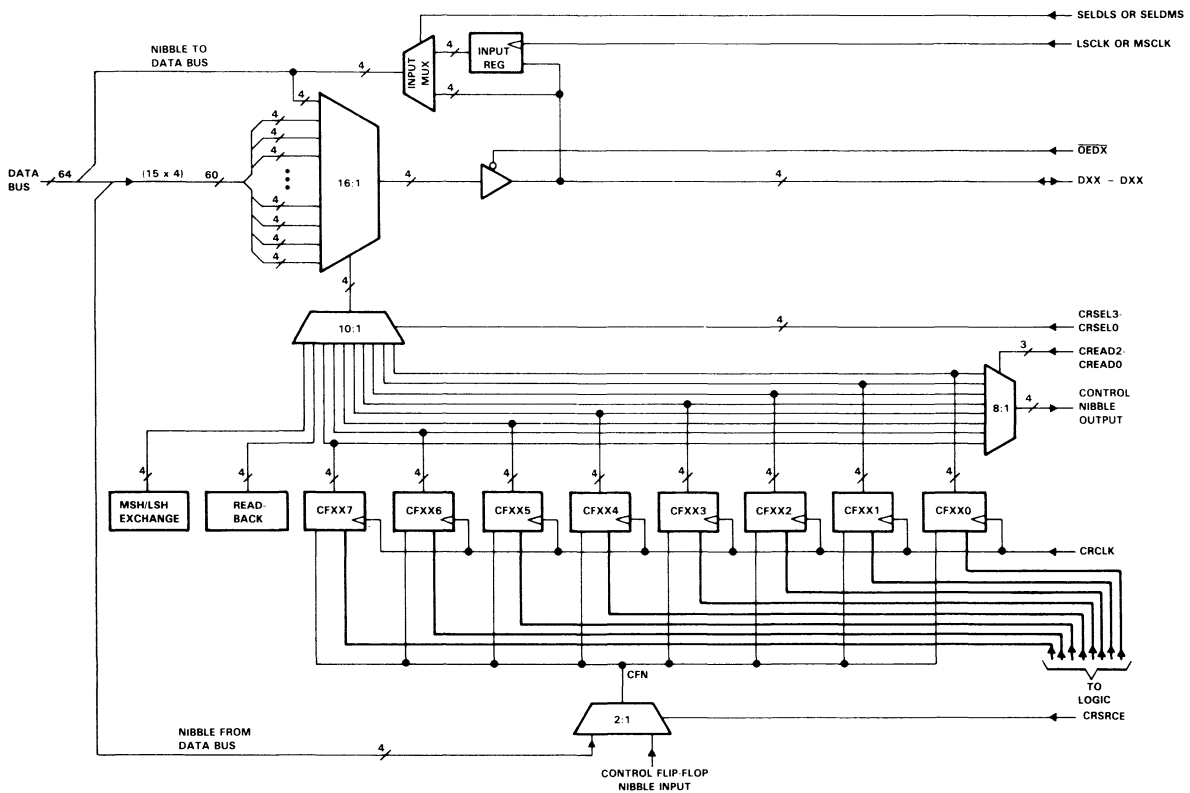 SELDLS OR SELDMS
NIBBLE TO
DATA BUS
4
INPUT
MUX
4
INPUT
REG
LSCLK OR MSCLK
4
4
4
4
4
OEDX
DATA
BUS
64
(15 x 4)
60
4
16:1
4
4
DXX – DXX
4
4
4
4
4
10:1
4
CRSEL3-
CRSEL0
3
CREAD2-
CREAD0
8:1
4
CONTROL
NIBBLE
OUTPUT
4
4
4
4
4
4
4
4
4
4
MSH/LSH
EXCHANGE
READ-
BACK
CFXX7
CFXX6
CFXX5
CFXX4
CFXX3
CFXX2
CFXX1
CFXX0
CRCLK
CFN
TO
LOGIC
2:1
CRSRCE
NIBBLE FROM
DATA BUS
4
CONTROL FLIP-FLOP
NIBBLE INPUT